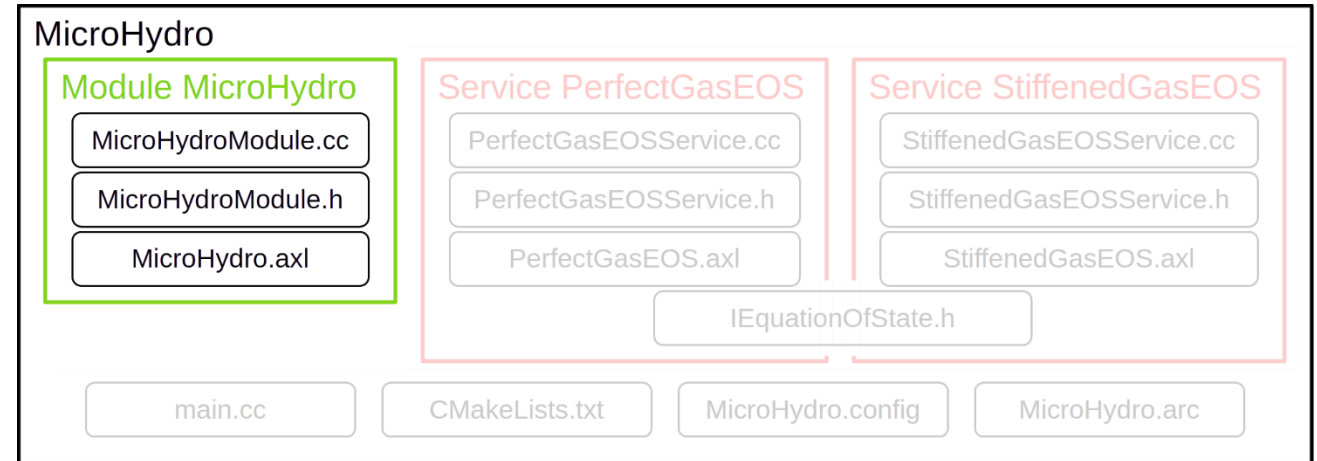 MicroHydro
Module MicroHydro
MicroHydroModule.cc
MicroHydroModule.h
MicroHydro.axl
Service PerfectGasEOS
PerfectGasEOSService.cc
PerfectGasEOSService.h
PerfectGasEOS.axl
Service StiffenedGasEOS
StiffenedGasEOSService.cc
StiffenedGasEOSService.h
StiffenedGasEOS.axl
IEquationOfState.h
main.cc
CMakeLists.txt
MicroHydro.config
MicroHydro.arc